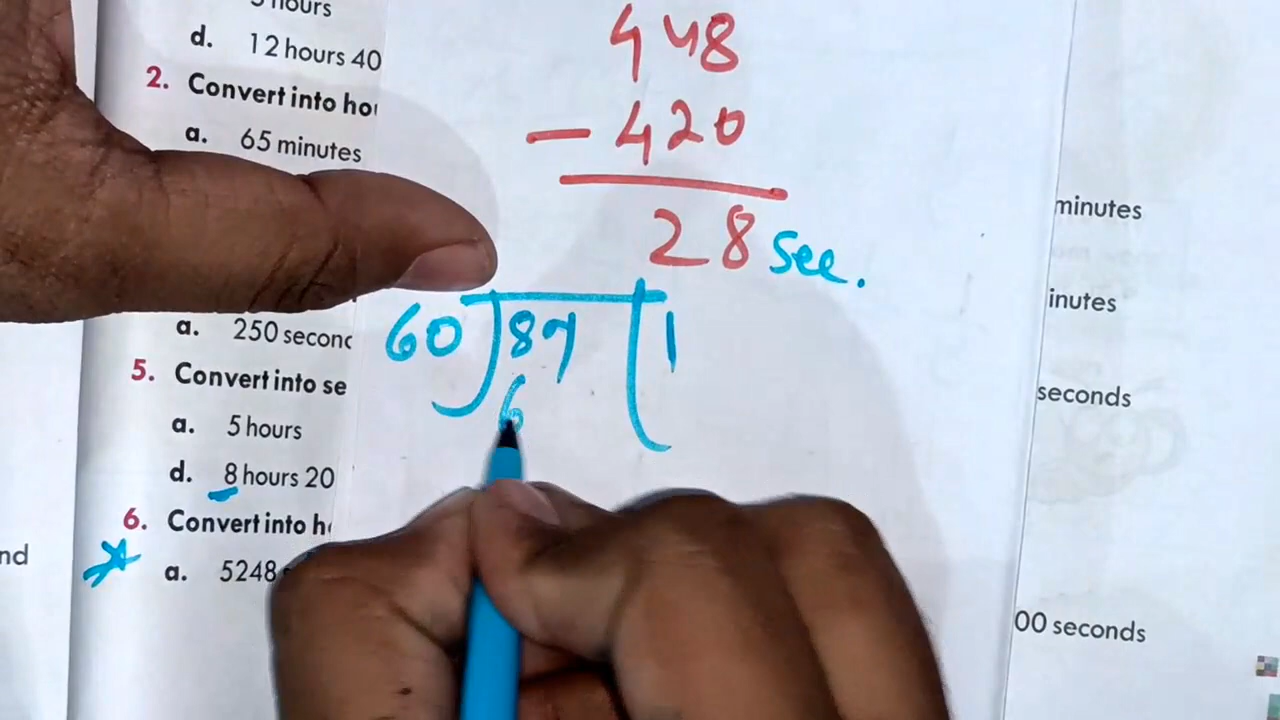 hours
d. 12 hours 40
2. Convert into ho
a. 65 minutes
a. 250 second
5. Convert into se
a. 5 hours
d. 8 hours 20
6. Convert into h
a. 5248
nd
448
- 420
28 sec.
60 ) 87 ( 1
6
minutes
inutes
seconds
00 seconds